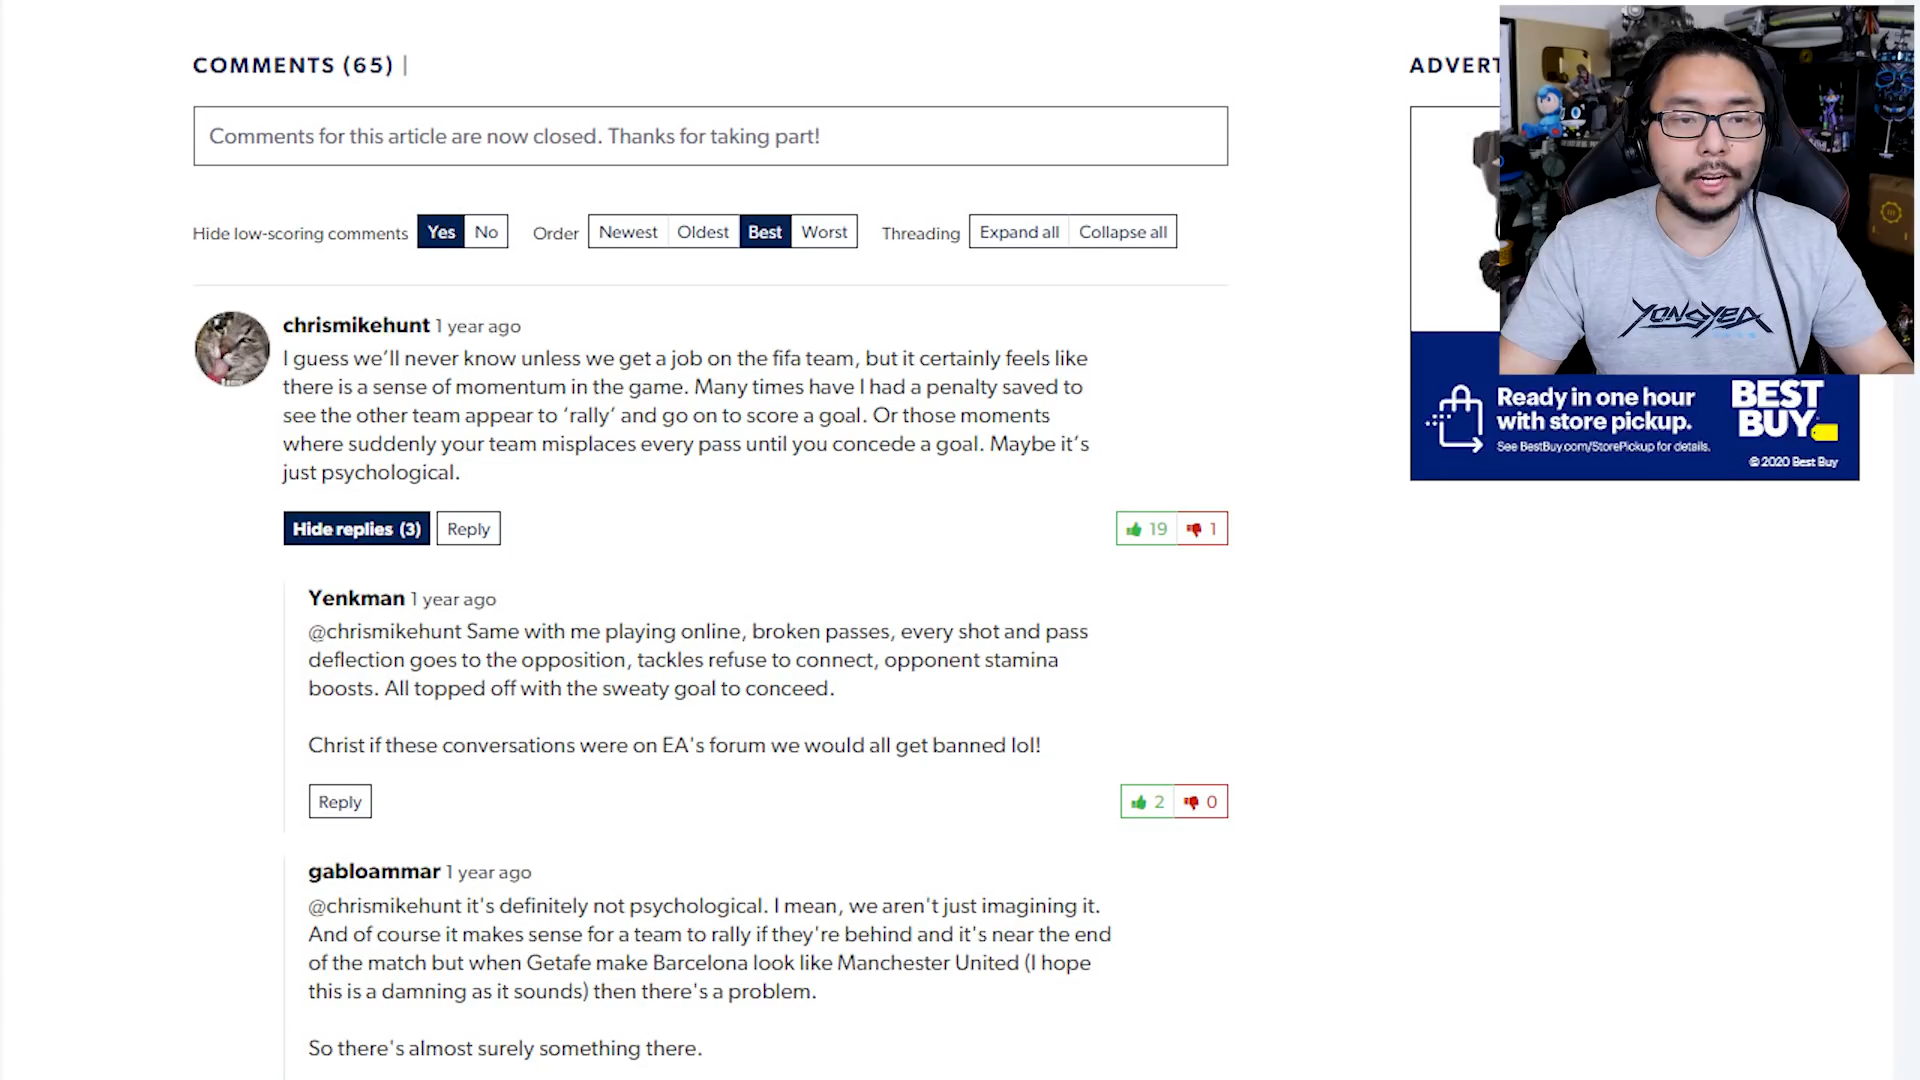 COMMENTS (65) |
ADVERT
Comments for this article are now closed. Thanks for taking part!
Hide low-scoring comments Yes No Order Newest Oldest Best Worst Threading Expand all Collapse all
chrismikehunt 1 year ago
I guess we'll never know unless we get a job on the fifa team, but it certainly feels like
there is a sense of momentum in the game. Many times have I had a penalty saved to
see the other team appear to ‘rally’ and go on to score a goal. Or those moments
where suddenly your team misplaces every pass until you concede a goal. Maybe it's
just psychological.
Hide replies (3) Reply
19 1
Yenkman 1 year ago
@chrismikehunt Same with me playing online, broken passes, every shot and pass
deflection goes to the opposition, tackles refuse to connect, opponent stamina
boosts. All topped off with the sweaty goal to conceed.
Christ if these conversations were on EA's forum we would all get banned lol!
Reply
2 0
gabloammar 1 year ago
@chrismikehunt it's definitely not psychological. I mean, we aren't just imagining it.
And of course it makes sense for a team to rally if they're behind and it's near the end
of the match but when Getafe make Barcelona look like Manchester United (I hope
this is a damning as it sounds) then there's a problem.
So there's almost surely something there.
YONGYEA
Ready in one hour
with store pickup.
See BestBuy.com/StorePickup for details.
BEST
BUY
© 2020 Best Buy